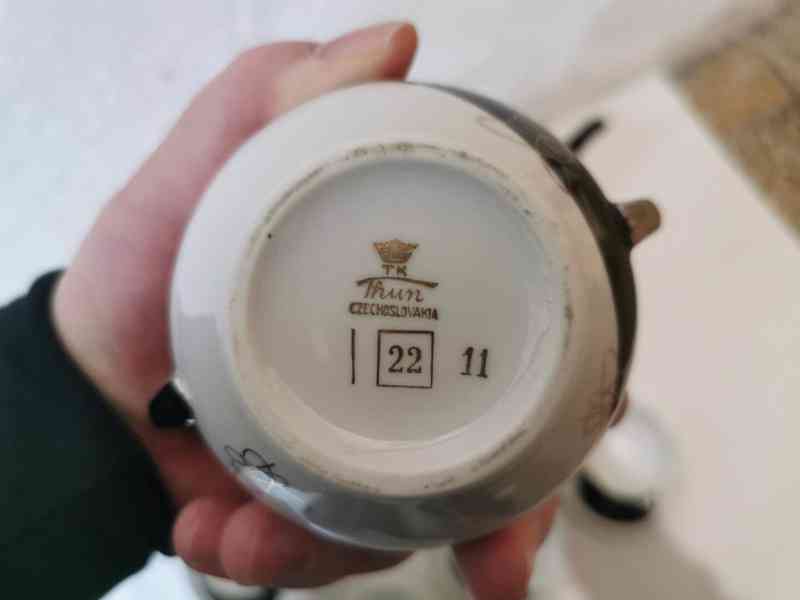 TK
Thun
CZECHOSLOVAKIA
| 22 11